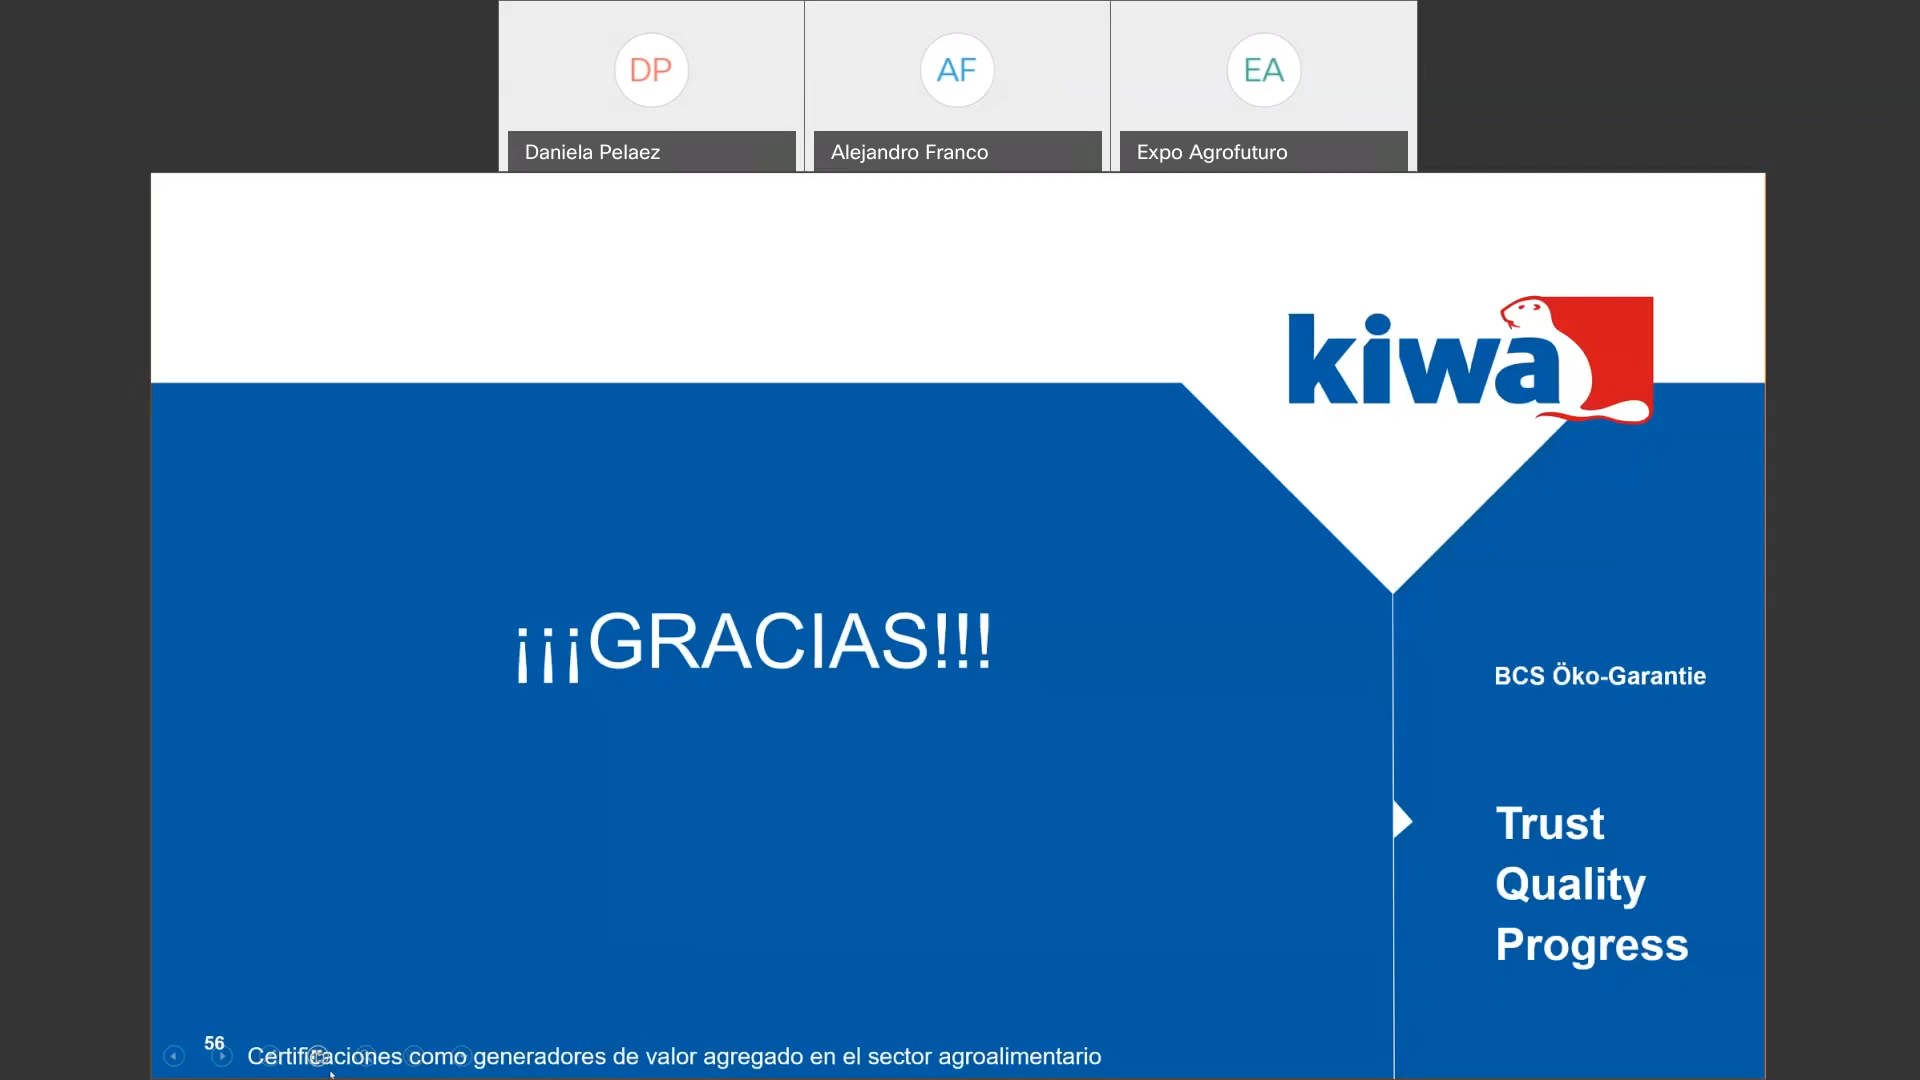 DP
AF
EA
Daniela Pelaez
Alejandro Franco
Expo Agrofuturo
kiwa
¡¡¡GRACIAS!!!
BCS Öko-Garantie
Trust
Quality
Progress
56
Certificaciones como generadores de valor agregado en el sector agroalimentario